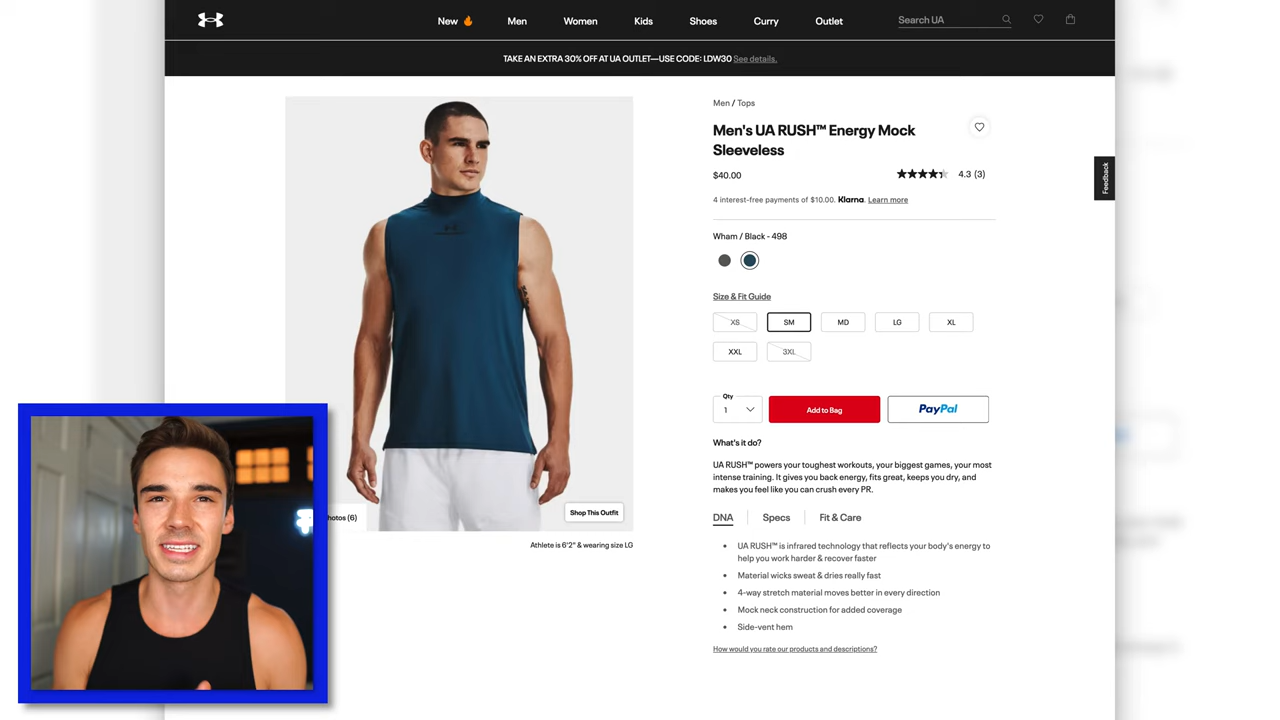 New 🔥 Men Women Kids Shoes Curry Outlet Search UA
TAKE AN EXTRA 30% OFF AT UA OUTLET—USE CODE: LDW30 See details.
Men / Tops
Men's UA RUSH™ Energy Mock
Sleeveless
$40.00 4.3 (3)
4 interest-free payments of $10.00. Klarna. Learn more
Feedback
Wham / Black - 498
Size & Fit Guide
XS SM MD LG XL
XXL 3XL
Qty
1 Add to Bag PayPal
What's it do?
UA RUSH™ powers your toughest workouts, your biggest games, your most
intense training. It gives you back energy, fits great, keeps you dry, and
makes you feel like you can crush every PR.
DNA Specs Fit & Care
UA RUSH™ is infrared technology that reflects your body's energy to
help you work harder & recover faster
Material wicks sweat & dries really fast
4-way stretch material moves better in every direction
Mock neck construction for added coverage
Side-vent hem
How would you rate our products and descriptions?
(6)
Shop This Outfit
Athlete is 6'2" & wearing size LG